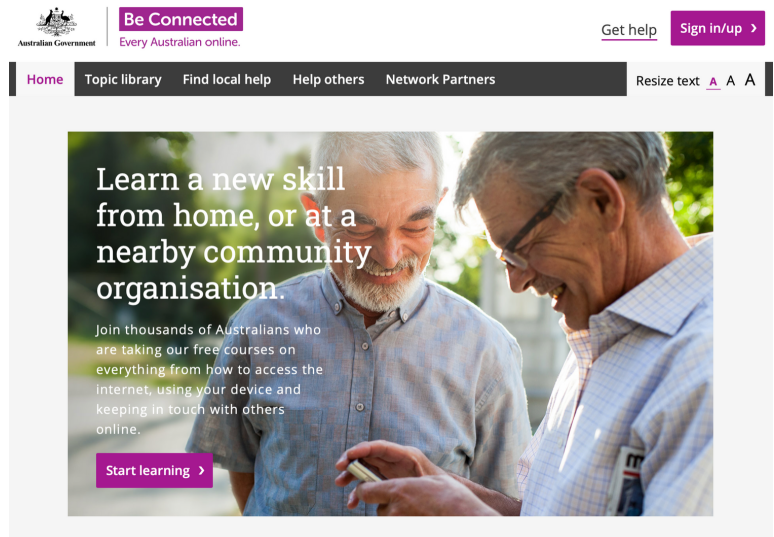 Australian Government
Be Connected
Every Australian online.
Get help
Sign in/up
Home
Topic library
Find local help
Help others
Network Partners
Resize text A A A
Learn a new skill
from home, or at a
nearby community
organisation.
Join thousands of Australians who
are taking our free courses on
everything from how to access the
internet, using your device and
keeping in touch with others
online.
Start learning